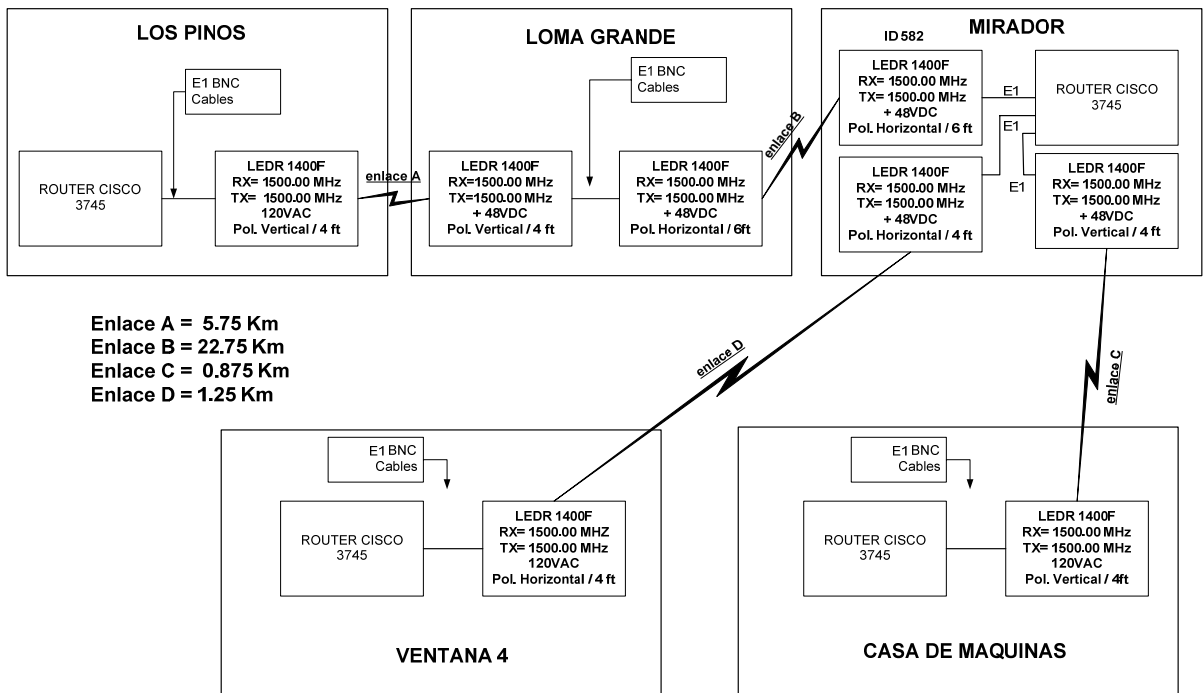 LOS PINOS
E1 BNC
Cables
ROUTER CISCO
3745
LEDR 1400F
RX= 1500.00 MHz
TX= 1500.00 MHz
120VAC
Pol. Vertical / 4 ft
enlace A
LOMA GRANDE
E1 BNC
Cables
LEDR 1400F
RX=1500.00 MHz
TX=1500.00 MHz
+ 48VDC
Pol. Vertical / 4 ft
LEDR 1400F
RX= 1500.00 MHz
TX= 1500.00 MHz
+ 48VDC
Pol. Horizontal / 6ft
enlace B
MIRADOR
ID 582
LEDR 1400F
RX= 1500.00 MHz
TX= 1500.00 MHz
+ 48VDC
Pol. Horizontal / 6 ft
E1
ROUTER CISCO
3745
E1
E1
LEDR 1400F
RX= 1500.00 MHz
TX= 1500.00 MHz
+ 48VDC
Pol. Horizontal / 4 ft
LEDR 1400F
RX= 1500.00 MHz
TX= 1500.00 MHz
+ 48VDC
Pol. Vertical / 4 ft
Enlace A = 5.75 Km
Enlace B = 22.75 Km
Enlace C = 0.875 Km
Enlace D = 1.25 Km
enlace D
enlace C
E1 BNC
Cables
ROUTER CISCO
3745
LEDR 1400F
RX= 1500.00 MHZ
TX= 1500.00 MHz
120VAC
Pol. Horizontal / 4 ft
VENTANA 4
E1 BNC
Cables
ROUTER CISCO
3745
LEDR 1400F
RX= 1500.00 MHz
TX= 1500.00 MHz
120VAC
Pol. Vertical / 4ft
CASA DE MAQUINAS